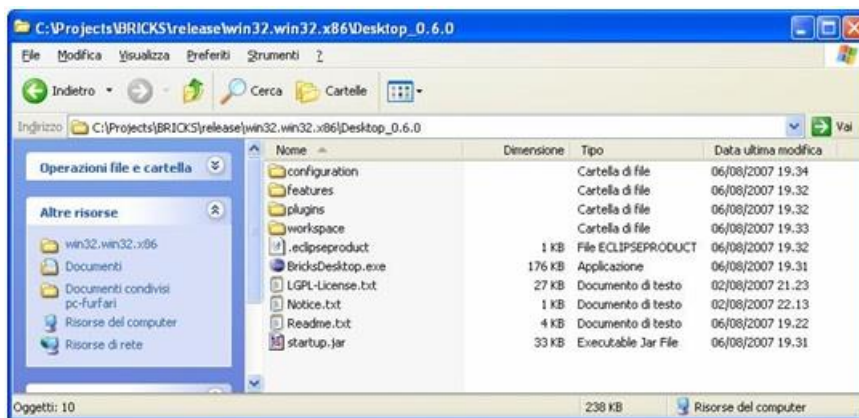 C:\Projects\BRICKS\release\win32.win32.x86\Desktop_0.6.0
File Modifica Visualizza Preferiti Strumenti ?
Indietro Cerca Cartelle
Indirizzo C:\Projects\BRICKS\release\win32.win32.x86\Desktop_0.6.0 Vai
Operazioni file e cartella
Altre risorse
win32.win32.x86
Documenti
Documenti condivisi
pc-furfari
Risorse del computer
Risorse di rete
Nome Dimensione Tipo Data ultima modifica
configuration Cartella di file 06/08/2007 19.34
features Cartella di file 06/08/2007 19.32
plugins Cartella di file 06/08/2007 19.32
workspace Cartella di file 06/08/2007 19.33
.eclipseproduct 1 KB File ECLIPSEPRODUCT 06/08/2007 19.32
BricksDesktop.exe 176 KB Applicazione 06/08/2007 19.31
LGPL-License.txt 27 KB Documento di testo 02/08/2007 21.23
Notice.txt 1 KB Documento di testo 02/08/2007 22.13
Readme.txt 4 KB Documento di testo 06/08/2007 19.22
startup.jar 33 KB Executable Jar File 06/08/2007 19.31
Oggetti: 10 238 KB Risorse del computer